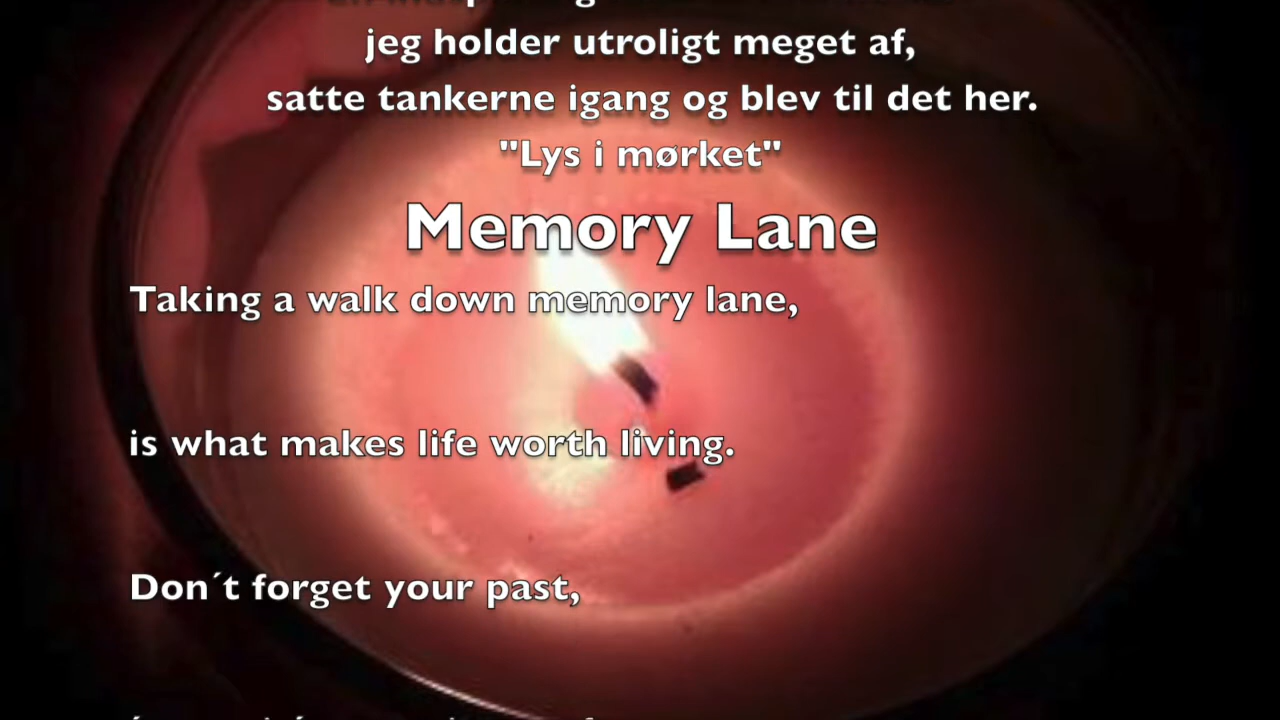 jeg holder utroligt meget af,
satte tankerne igang og blev til det her.
"Lys i mørket"
Memory Lane
Taking a walk down memory lane,
is what makes life worth living.
Don´t forget your past,